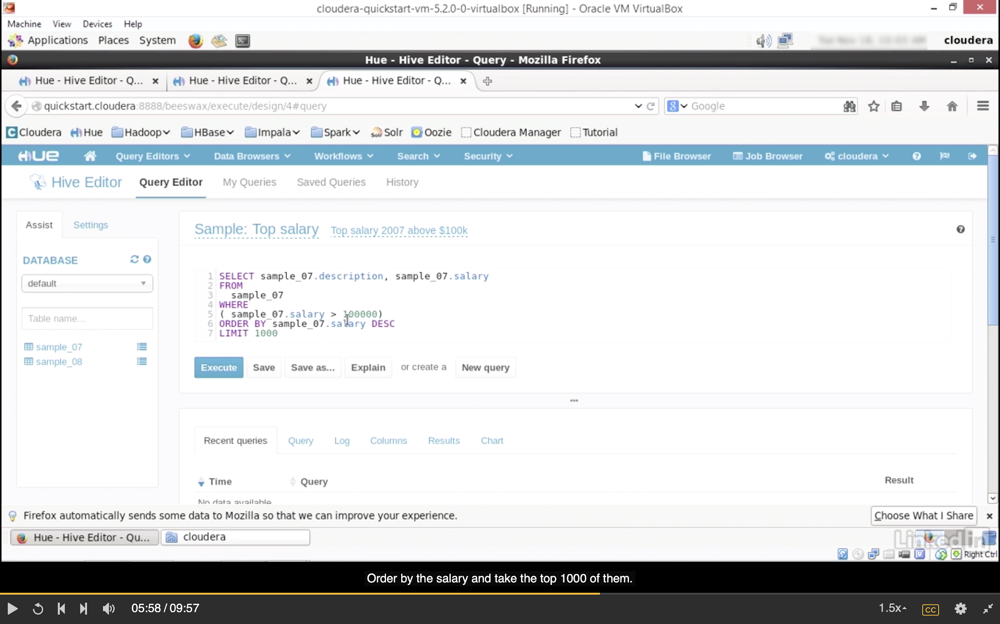 cloudera-quickstart-vm-5.2.0-0-virtualbox [Running] - Oracle VM VirtualBox
Machine View Devices Help
Applications Places System cloudera
Hue - Hive Editor - Query - Mozilla Firefox
Hue - Hive Editor - Q... Hue - Hive Editor - Q... Hue - Hive Editor - Q...
quickstart.cloudera:8888/beeswax/execute/design/4#query Google
Cloudera Hue Hadoop HBase Impala Spark Solr Oozie Cloudera Manager Tutorial
HUE Query Editors Data Browsers Workflows Search Security File Browser Job Browser cloudera
Hive Editor Query Editor My Queries Saved Queries History
Assist Settings
Sample: Top salary Top salary 2007 above $100k
DATABASE
default
Table name...
sample_07
sample_08
1 SELECT sample_07.description, sample_07.salary
2 FROM
3 sample_07
4 WHERE
5 ( sample_07.salary > 100000)
6 ORDER BY sample_07.salary DESC
7 LIMIT 1000
Execute Save Save as... Explain or create a New query
Recent queries Query Log Columns Results Chart
Time Query Result
No data available
Firefox automatically sends some data to Mozilla so that we can improve your experience. Choose What I Share
Hue - Hive Editor - Qu... cloudera
LinkedIn
Right Ctrl
Order by the salary and take the top 1000 of them.
05:58 / 09:57 1.5x CC